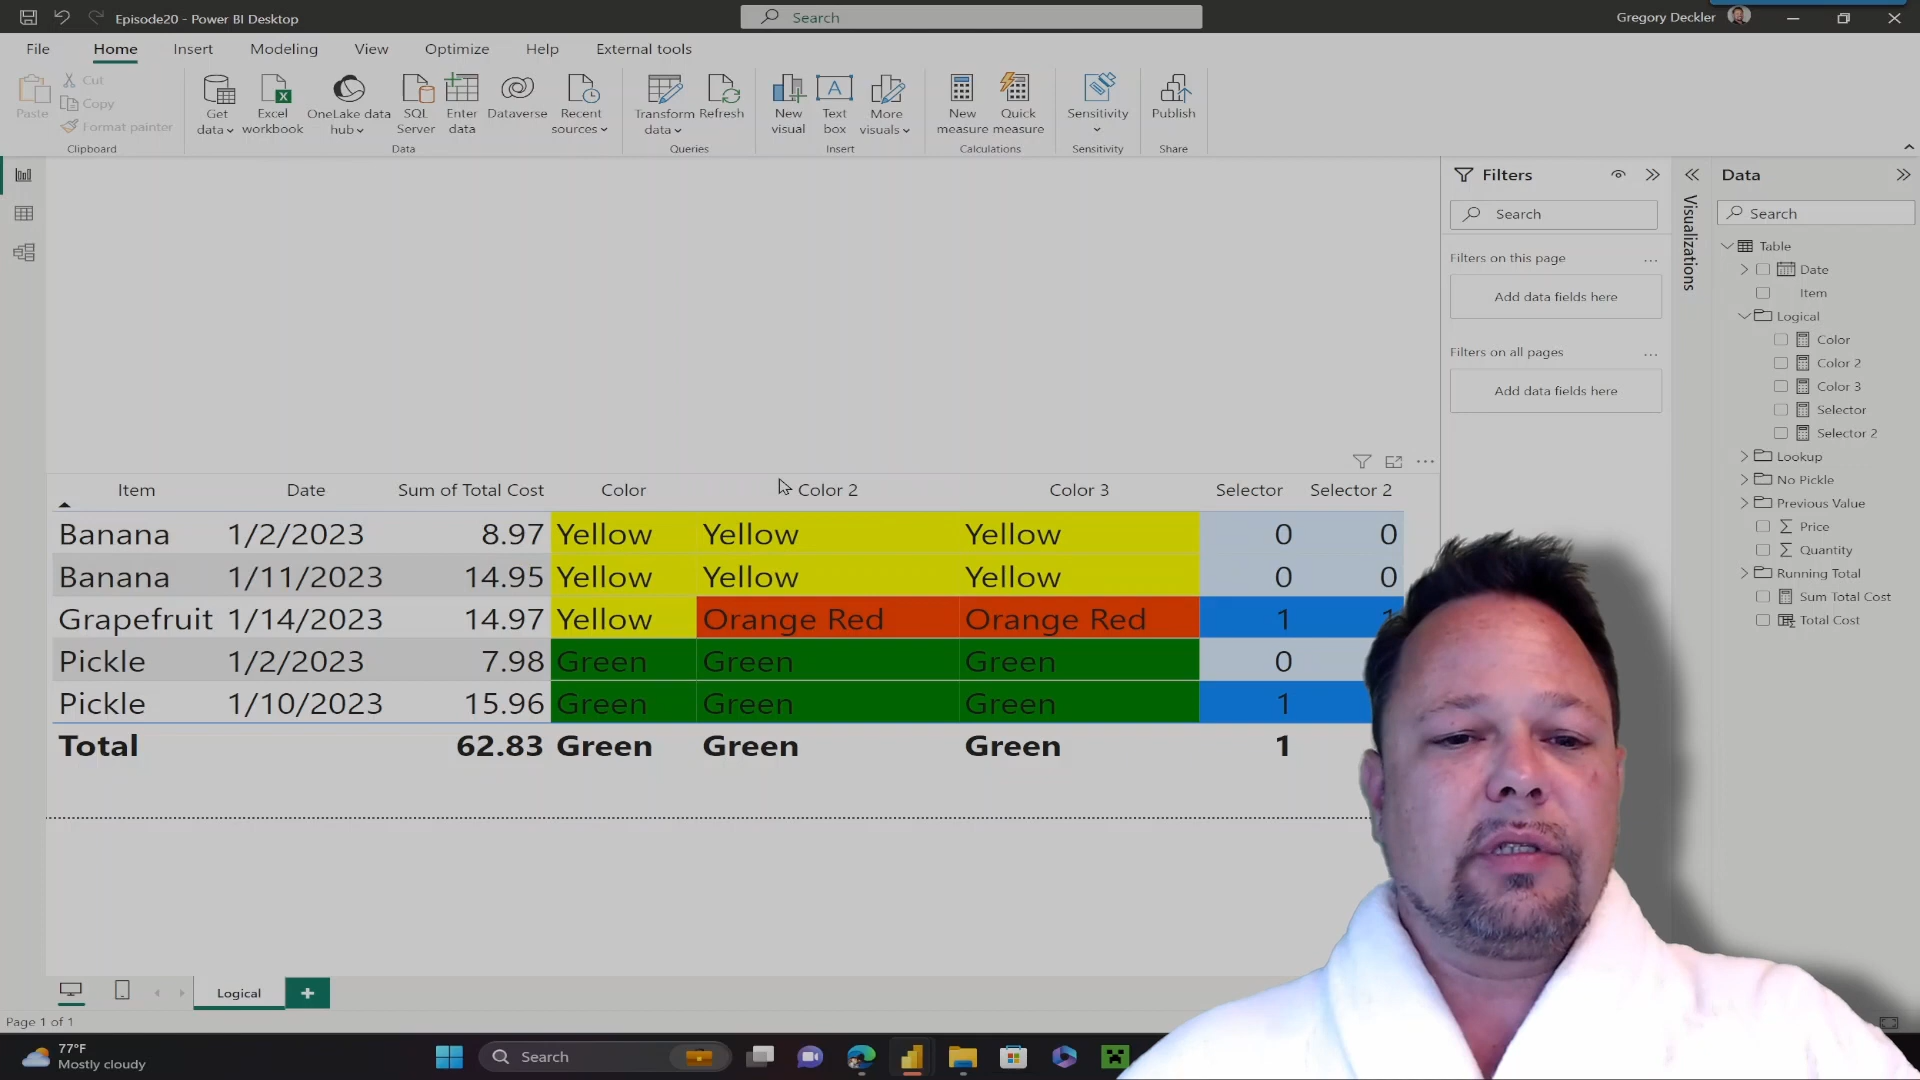 Episode20 - Power BI Desktop
Search
Gregory Deckler
File Home Insert Modeling View Optimize Help External tools
Paste
Cut
Copy
Format painter
Clipboard
Get data
Excel workbook
OneLake data hub
SQL Server
Enter data
Dataverse
Recent sources
Data
Transform data
Refresh
Queries
New visual
Text box
More visuals
Insert
New measure
Quick measure
Calculations
Sensitivity
Sensitivity
Publish
Share
Item Date Sum of Total Cost Color Color 2 Color 3 Selector Selector 2
Banana 1/2/2023 8.97 Yellow Yellow Yellow 0 0
Banana 1/11/2023 14.95 Yellow Yellow Yellow 0 0
Grapefruit 1/14/2023 14.97 Yellow Orange Red Orange Red 1 1
Pickle 1/2/2023 7.98 Green Green Green 0
Pickle 1/10/2023 15.96 Green Green Green 1
Total 62.83 Green Green Green 1
Filters
Search
Filters on this page
Add data fields here
Filters on all pages
Add data fields here
Visualizations
Data
Search
Table
Date
Item
Logical
Color
Color 2
Color 3
Selector
Selector 2
Lookup
No Pickle
Previous Value
Price
Quantity
Running Total
Sum Total Cost
Total Cost
Logical
Page 1 of 1
77°F
Mostly cloudy
Search